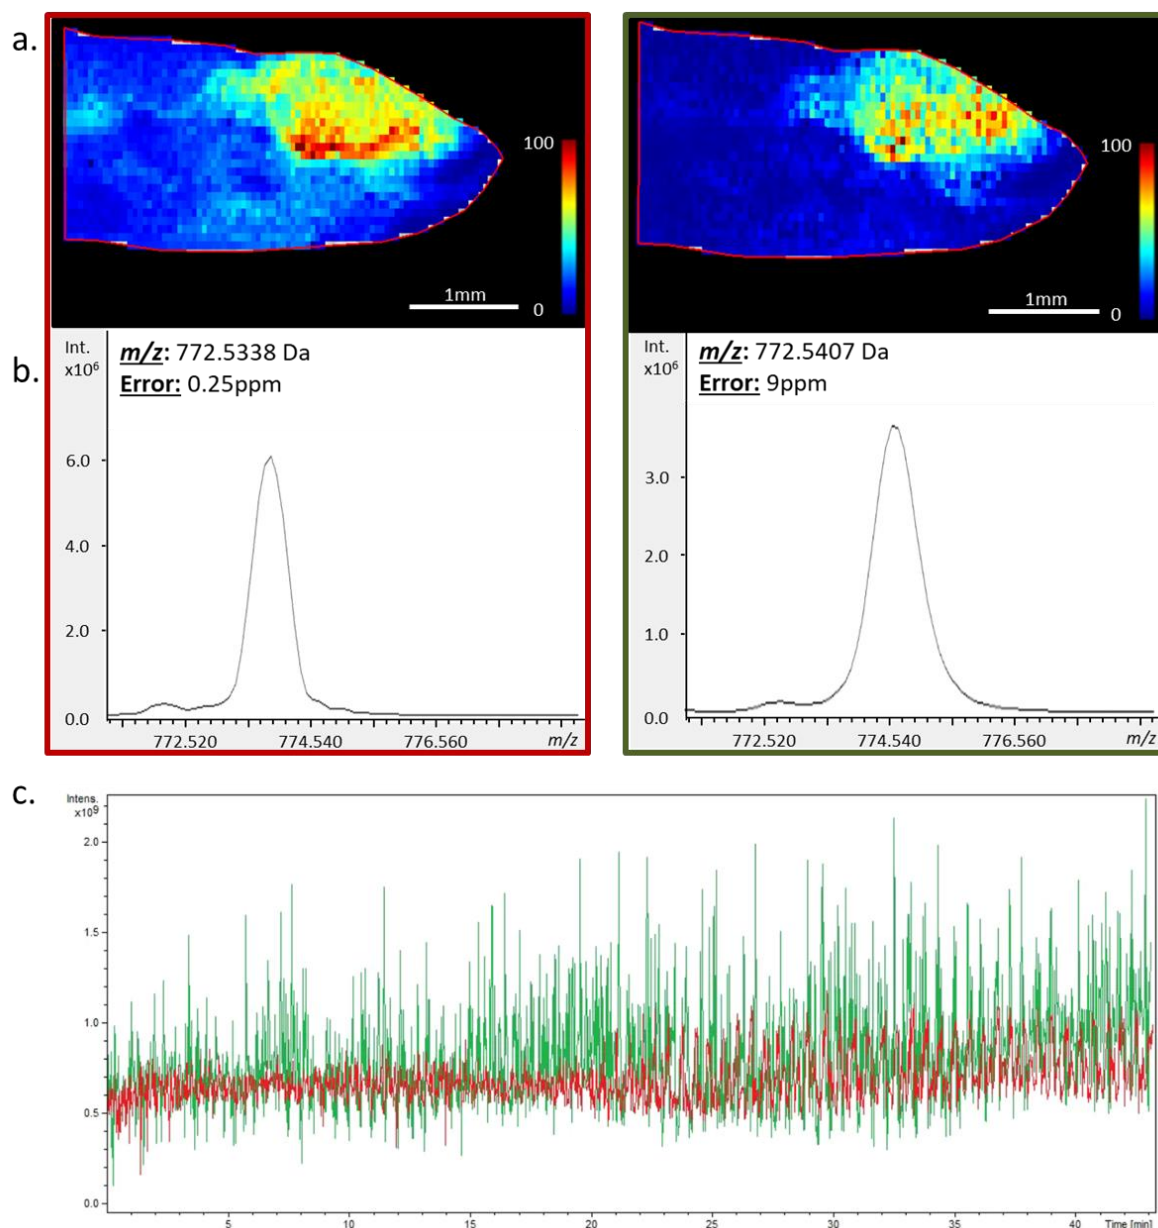 a.
100
0
1mm
100
0
1mm
b.
Int.
x10⁶
m/z: 772.5338 Da
Error: 0.25ppm
6.0
4.0
2.0
0.0
772.520
774.540
776.560
m/z
Int.
x10⁶
m/z: 772.5407 Da
Error: 9ppm
3.0
2.0
1.0
0.0
772.520
774.540
776.560
m/z
c.
Intens.
x10⁹
2.0
1.5
1.0
0.5
0.0
5
10
15
20
25
30
35
40
Time [min]